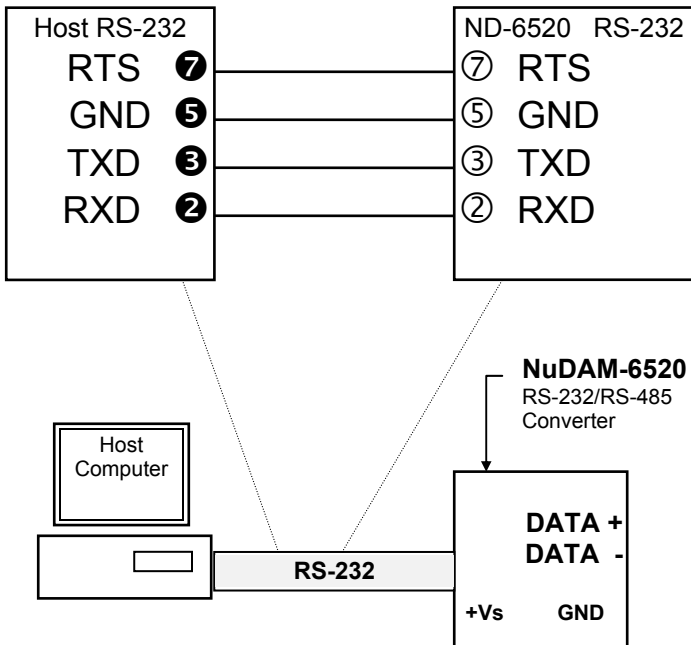 Host RS-232
RTS ❼
GND ❺
TXD ❸
RXD ❷
ND-6520 RS-232
⑦ RTS
⑤ GND
③ TXD
② RXD
NuDAM-6520
RS-232/RS-485
Converter
Host
Computer
RS-232
DATA +
DATA -
+Vs GND